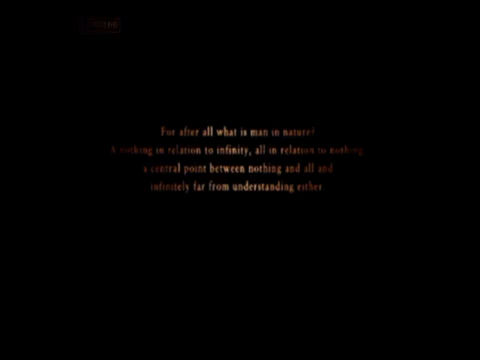 For after all what is man in nature?
A nothing in relation to infinity, all in relation to nothing,
a central point between nothing and all and
infinitely far from understanding either.